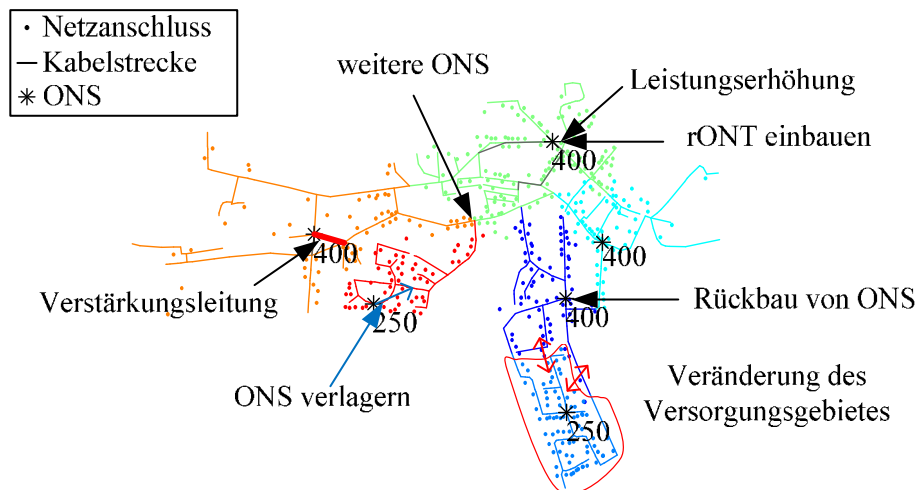 Netzanschluss
Kabelstrecke
ONS
weitere ONS
Leistungserhöhung
rONT einbauen
400
400
400
Verstärkungsleitung
250
400
Rückbau von ONS
ONS verlagern
Veränderung des
Versorgungsgebietes
250